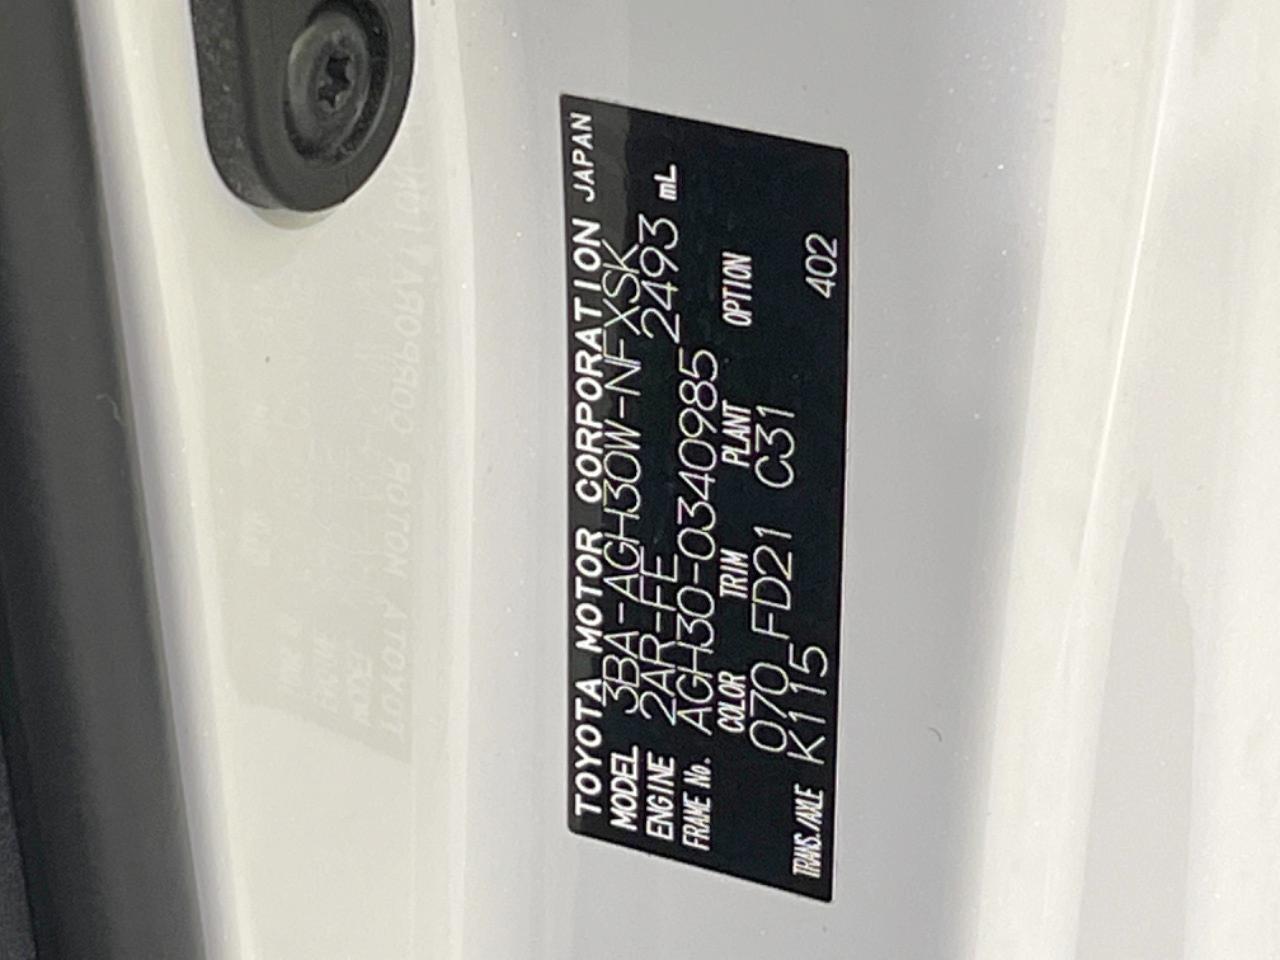 TOYOTA MOTOR CORPORATION JAPAN
MODEL 3BA-AGH30W-NFXSK
ENGINE 2AR-FE 2493 mL
FRAME No. AGH30-0340985
COLOR TRIM PLANT OPTION
070 FD21 C31
TRANS./AXLE K115 402